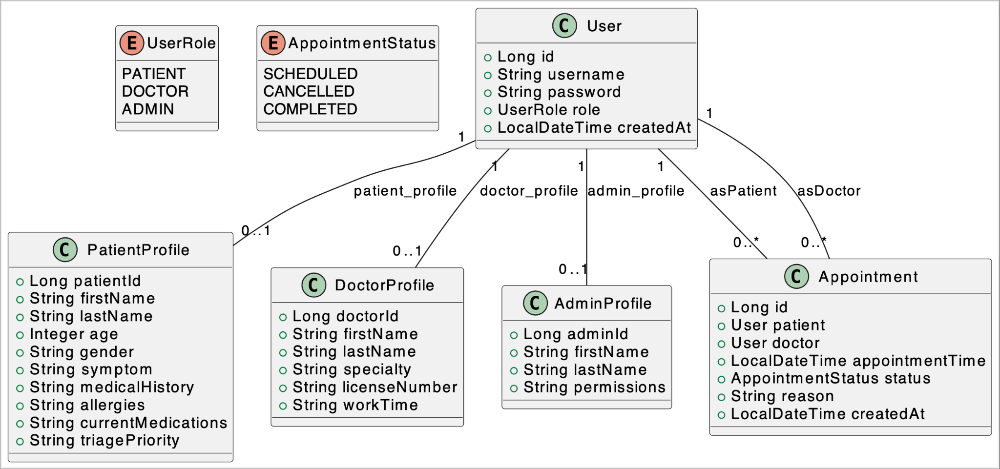 E UserRole
PATIENT
DOCTOR
ADMIN
E AppointmentStatus
SCHEDULED
CANCELLED
COMPLETED
C User
Long id
String username
String password
UserRole role
LocalDateTime createdAt
1
1
1
1
1
patient_profile
doctor_profile
admin_profile
asPatient
asDoctor
0..1
0..1
0..1
0..*
0..*
C PatientProfile
Long patientId
String firstName
String lastName
Integer age
String gender
String symptom
String medicalHistory
String allergies
String currentMedications
String triagePriority
C DoctorProfile
Long doctorId
String firstName
String lastName
String specialty
String licenseNumber
String workTime
C AdminProfile
Long adminId
String firstName
String lastName
String permissions
C Appointment
Long id
User patient
User doctor
LocalDateTime appointmentTime
AppointmentStatus status
String reason
LocalDateTime createdAt